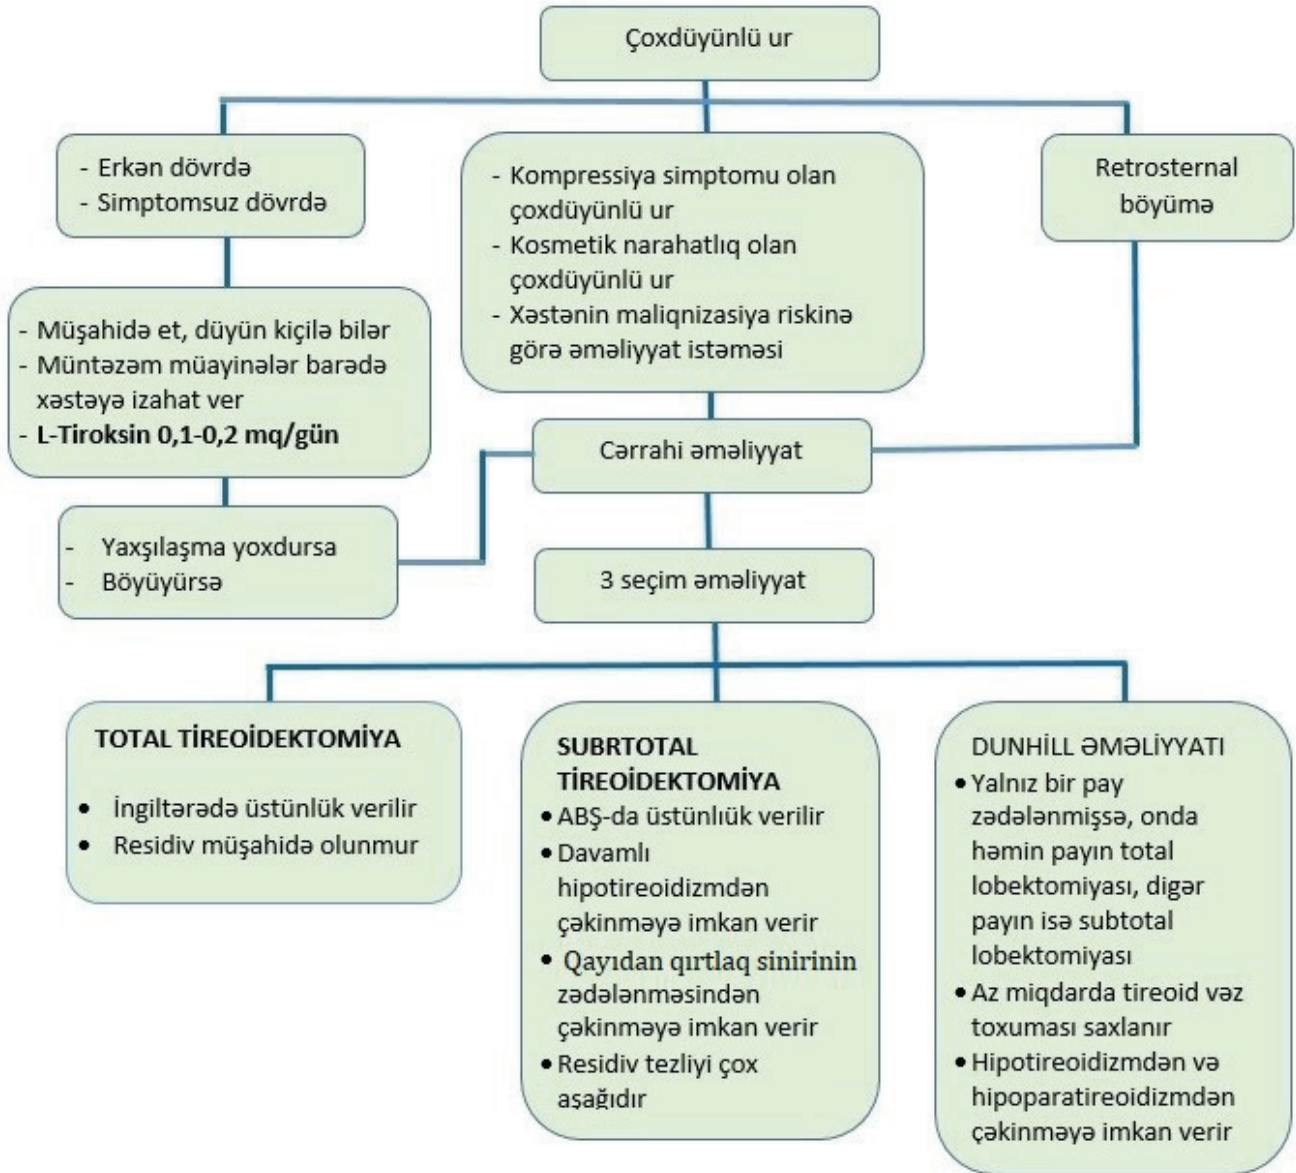 Çoxdüyünlü ur
- Erkən dövrdə
- Simptomsuz dövrdə
- Kompressiya simptomu olan
çoxdüyünlü ur
- Kosmetik narahatlıq olan
çoxdüyünlü ur
- Xəstənin maliqnizasiya riskinə
görə əməliyyat istəməsi
Retrosternal
böyümə
- Müşahidə et, düyün kiçilə bilər
- Müntəzəm müayinələr barədə
xəstəyə izahat ver
- L-Tiroksin 0,1-0,2 mq/gün
Cərrahi əməliyyat
- Yaxşılaşma yoxdursa
- Böyüyürsə
3 seçim əməliyyat
TOTAL TİREOİDEKTOMİYA
• İngiltərədə üstünlük verilir
• Residiv müşahidə olunmur
SUBRTOTAL
TİREOİDEKTOMİYA
• ABŞ-da üstünlıük verilir
• Davamlı
hipotireoidizmdən
çəkinməyə imkan verir
• Qayıdan qırtlaq sinirinin
zədələnməsindən
çəkinməyə imkan verir
• Residiv tezliyi çox
aşağıdır
DUNHİLL ƏMƏLİYYATI
• Yalnız bir pay
zədələnmişsə, onda
həmin payın total
lobektomiyası, digər
payın isə subtotal
lobektomiyası
• Az miqdarda tireoid vəz
toxuması saxlanır
• Hipotireoidizmdən və
hipoparatireoidizmdən
çəkinməyə imkan verir